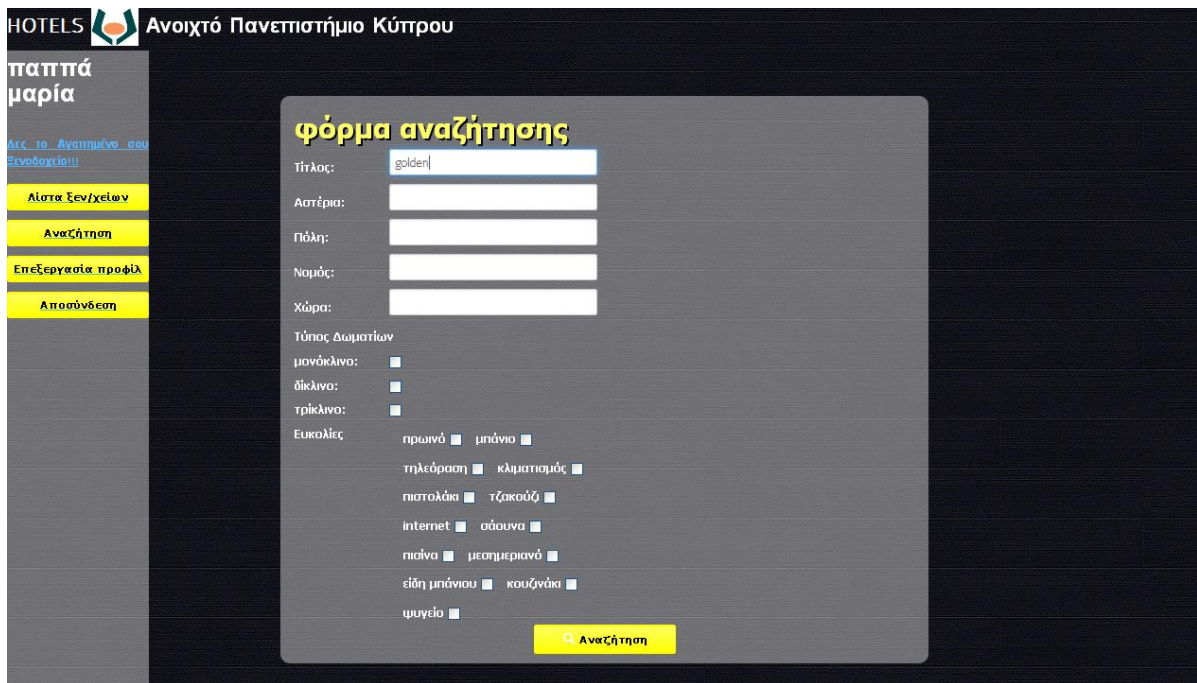 HOTELS Ανοιχτό Πανεπιστήμιο Κύπρου
παππά
μαρία
Δες το Αγαπημένο σου
Ξενοδοχείο!!!
Λίστα ξεν/χείων
Αναζήτηση
Επεξεργασία προφίλ
Αποσύνδεση
φόρμα αναζήτησης
Τίτλος: golden
Αστέρια:
Πόλη:
Νομός:
Χώρα:
Τύπος Δωματίων
μονόκλινο:
δίκλινο:
τρίκλινο:
Ευκολίες
πρωινό μπάνιο
τηλεόραση κλιματισμός
πιστολάκι τζακούζι
internet σάουνα
πισίνα μεσημεριανό
είδη μπάνιου κουζινάκι
ψυγείο
Αναζήτηση